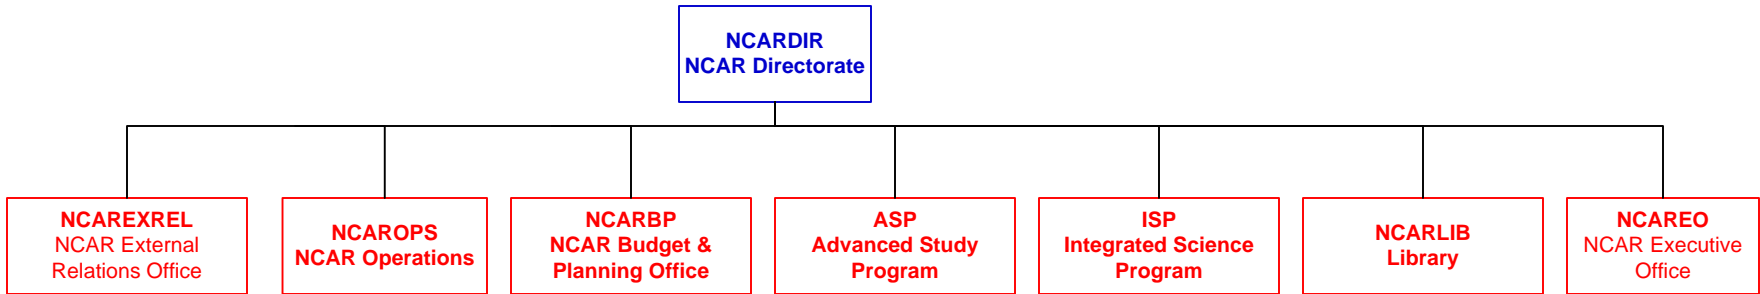 NCARDIR
NCAR Directorate
NCAREXREL
NCAR External
Relations Office
NCAROPS
NCAR Operations
NCARBP
NCAR Budget &
Planning Office
ASP
Advanced Study
Program
ISP
Integrated Science
Program
NCARLIB
Library
NCAREO
NCAR Executive
Office